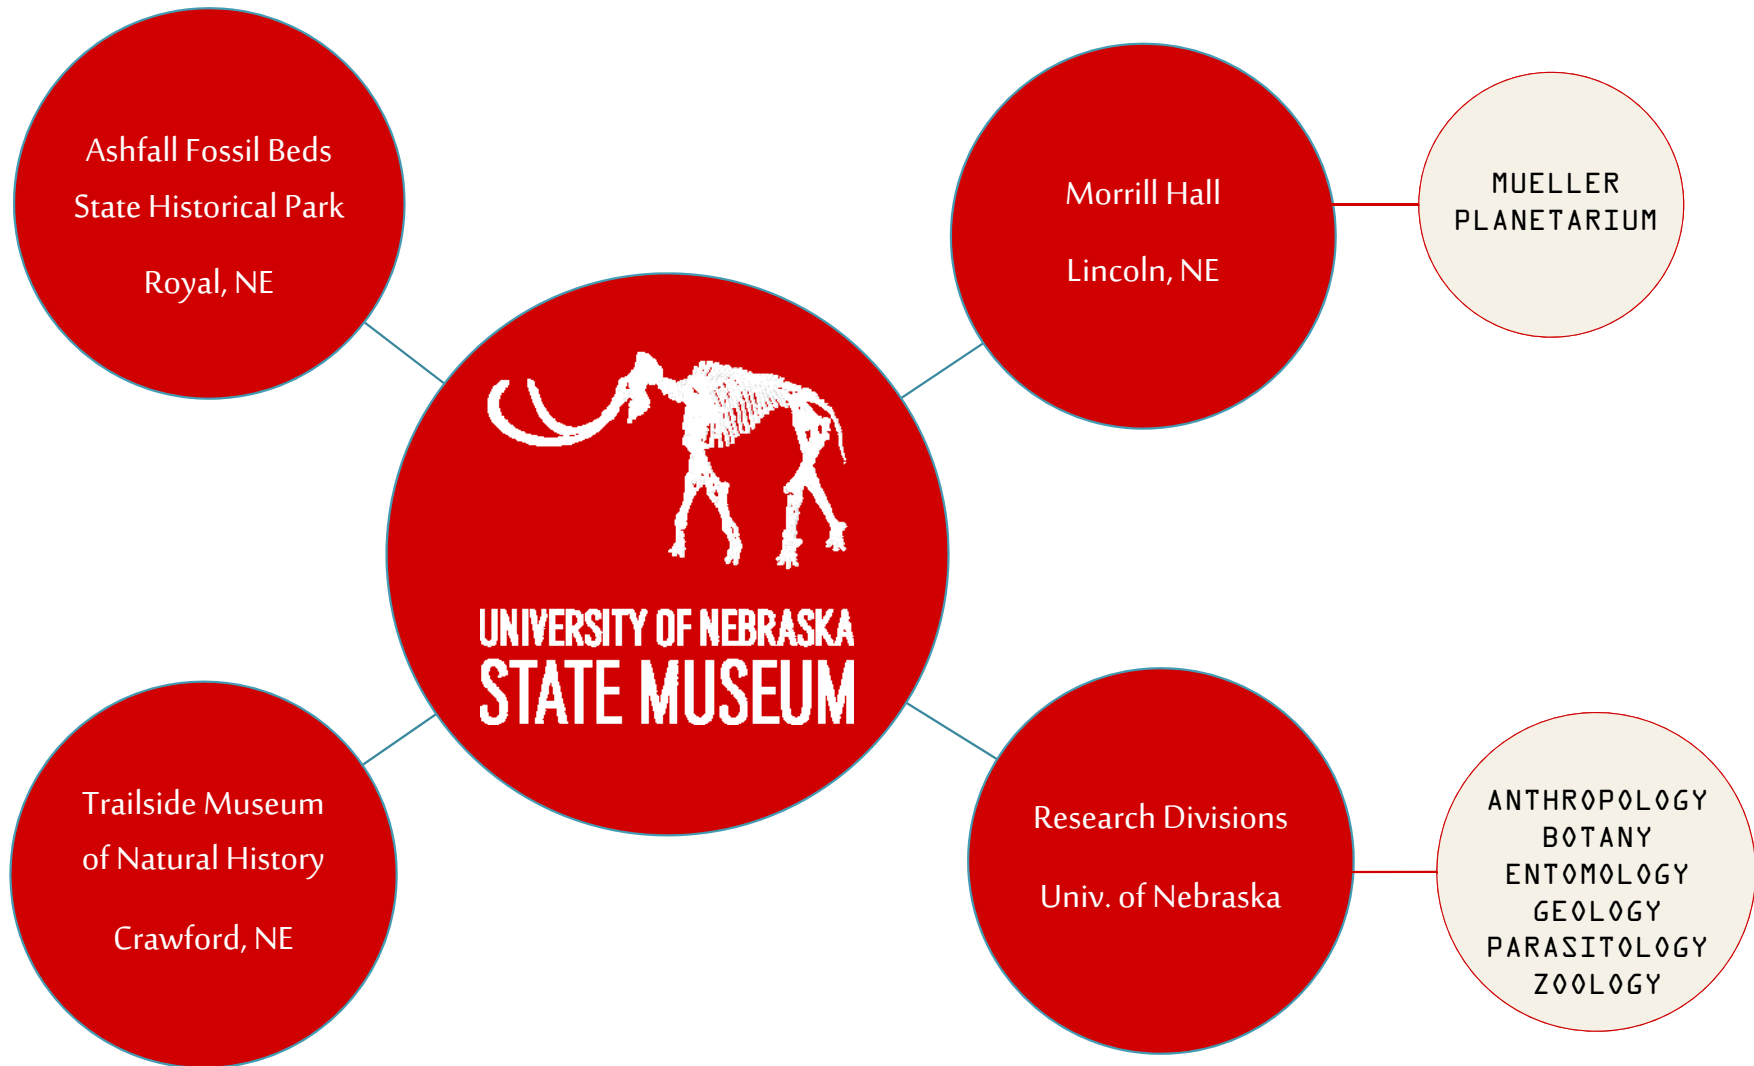 Ashfall Fossil Beds
State Historical Park
Royal, NE
Morrill Hall
Lincoln, NE
MUELLER
PLANETARIUM
UNIVERSITY OF NEBRASKA
STATE MUSEUM
Trailside Museum
of Natural History
Crawford, NE
Research Divisions
Univ. of Nebraska
ANTHROPOLOGY
BOTANY
ENTOMOLOGY
GEOLOGY
PARASITOLOGY
ZOOLOGY